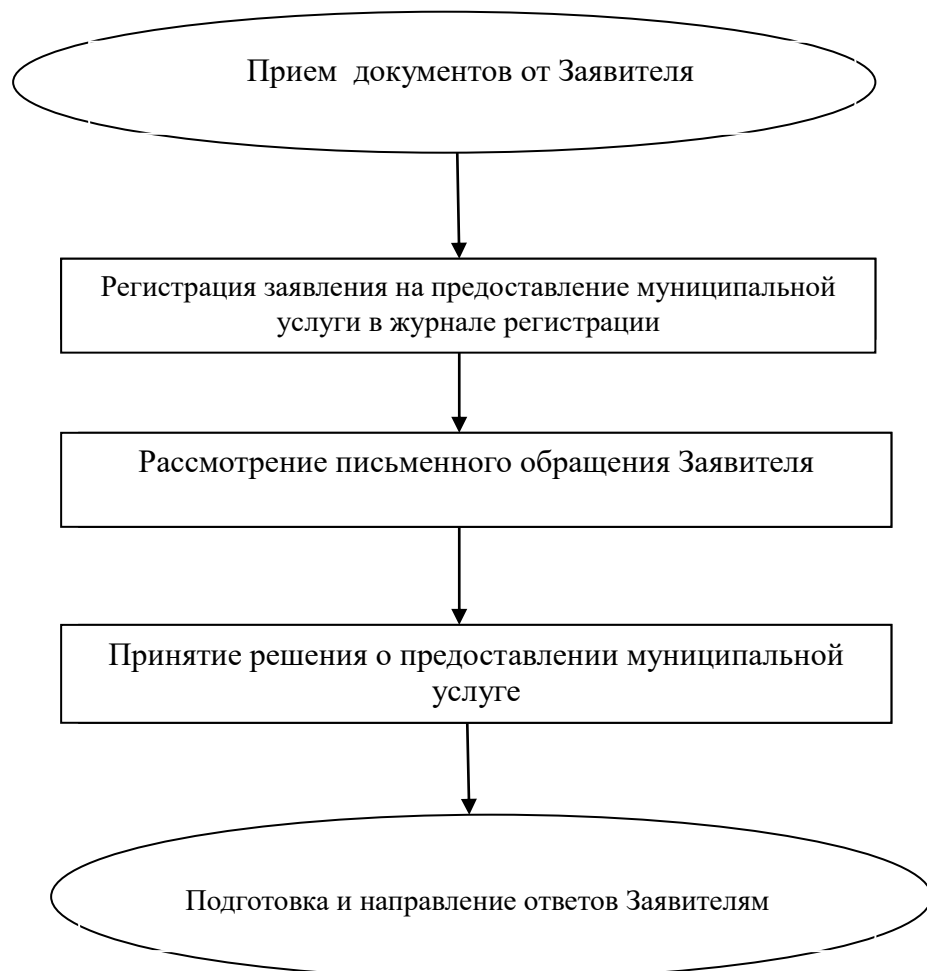 Прием  документов от Заявителя
Регистрация заявления на предоставление муниципальной
услуги в журнале регистрации
Рассмотрение письменного обращения Заявителя
Принятие решения о предоставлении муниципальной
услуге
Подготовка и направление ответов Заявителям